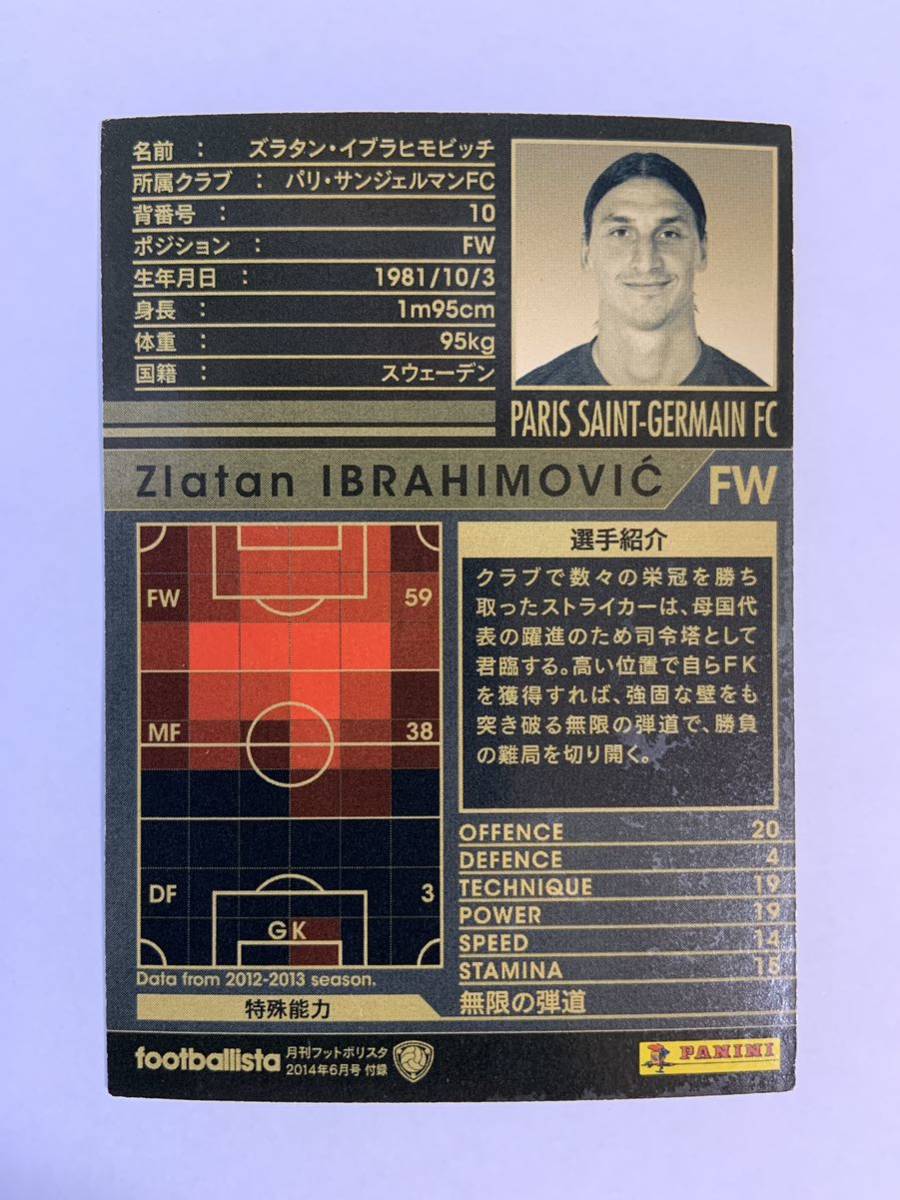 名前 : ズラタン・イブラヒモビッチ
所属クラブ : パリ・サンジェルマンFC
背番号 : 10
ポジション : FW
生年月日 : 1981/10/3
身長 : 1m95cm
体重 : 95kg
国籍 : スウェーデン
PARIS SAINT-GERMAIN FC
Zlatan IBRAHIMOVIĆ FW
FW 59
MF 38
DF 3
GK
Data from 2012-2013 season.
選手紹介
クラブで数々の栄冠を勝ち
取ったストライカーは、母国代
表の躍進のため司令塔として
君臨する。高い位置で自らFK
を獲得すれば、強固な壁をも
突き破る無限の弾道で、勝負
の難局を切り開く。
OFFENCE 20
DEFENCE 4
TECHNIQUE 19
POWER 19
SPEED 14
STAMINA 15
特殊能力 無限の弾道
footballista 月刊フットボリスタ
2014年6月号 付録
PANINI